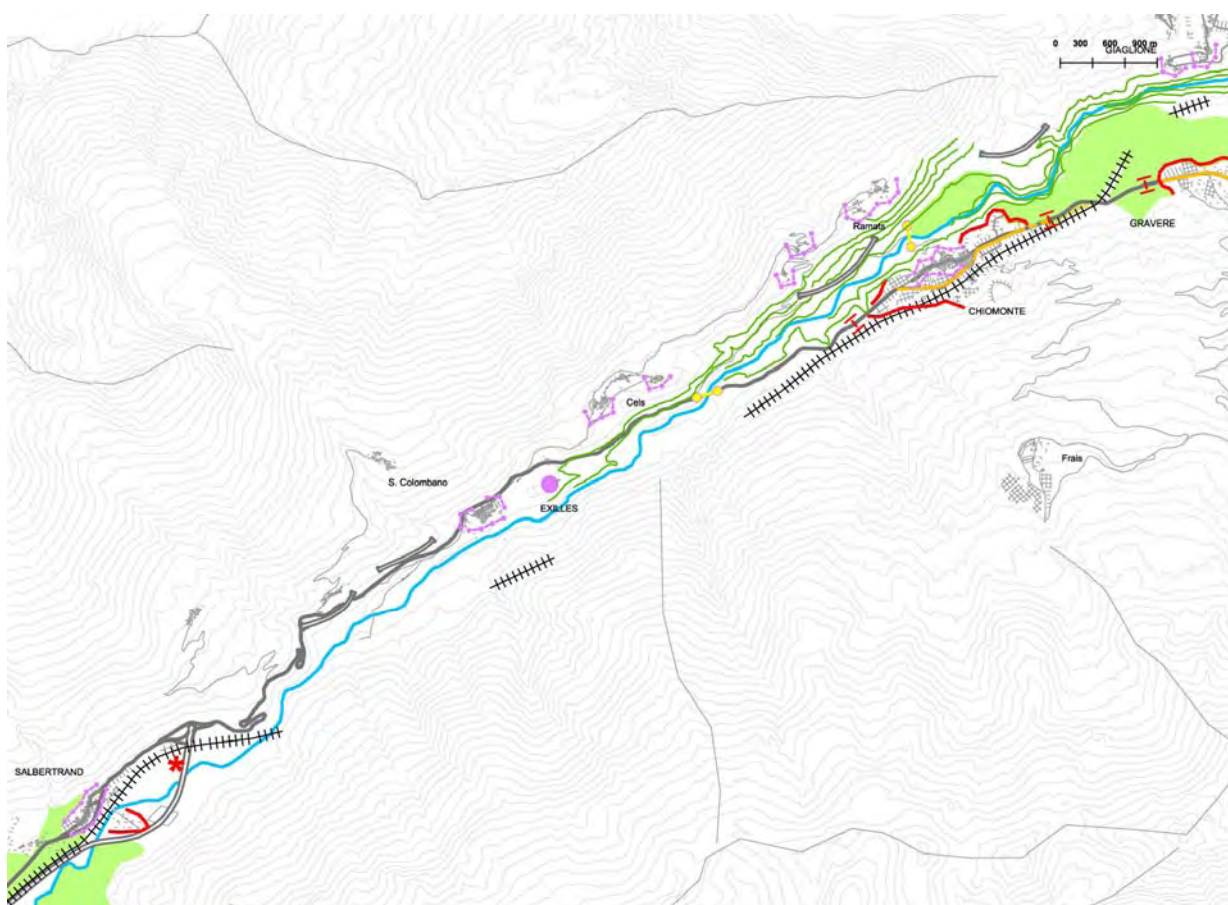 0 300 600 900 m
GIAGLIONE
Ramats
GRAVERE
CHIOMONTE
Cels
Frais
S. Colombano
EXILLES
SALBERTRAND